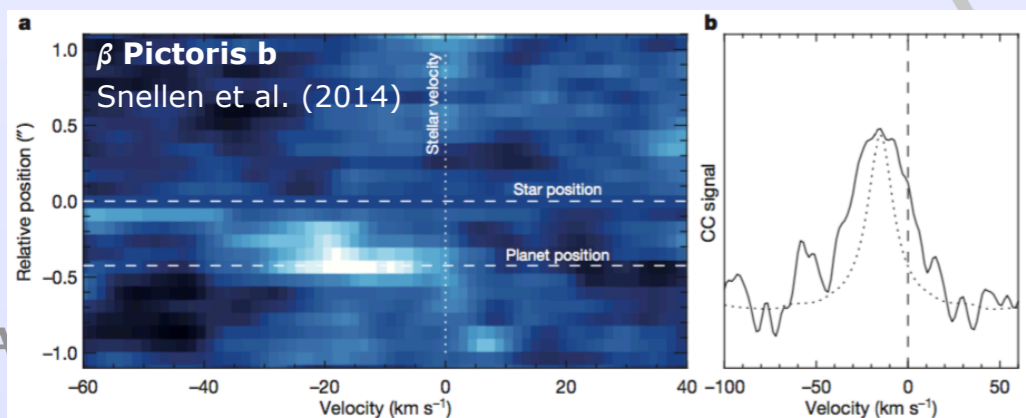 a
b
β Pictoris b
Snellen et al. (2014)
Stellar velocity
Star position
Planet position
Relative position (″)
1.0
0.5
0.0
−0.5
−1.0
−60 −40 −20 0 20 40
Velocity (km s⁻¹)
CC signal
−100 −50 0 50
Velocity (km s⁻¹)